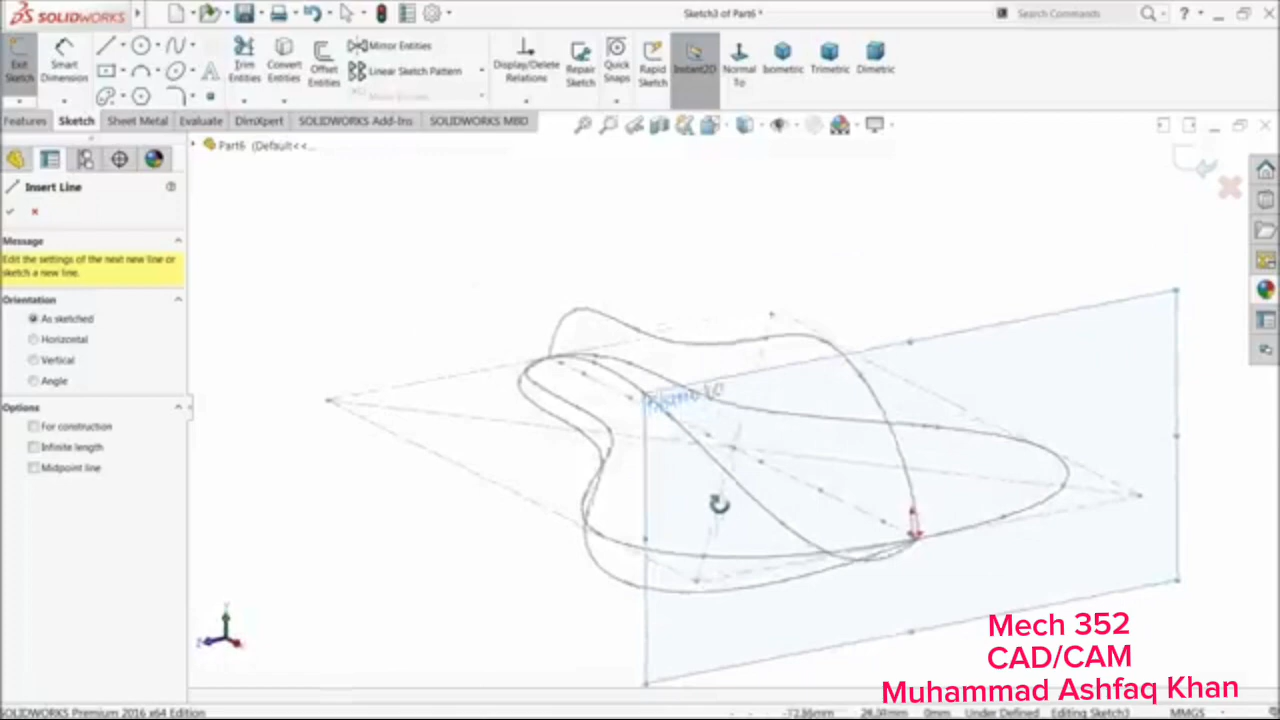 SOLIDWORKS
Sketch3 of Part6 *
Search Commands
Exit Sketch
Smart Dimension
Trim Entities
Convert Entities
Offset Entities
Mirror Entities
Linear Sketch Pattern
Display/Delete Relations
Repair Sketch
Quick Snaps
Rapid Sketch
Instant2D
Normal To
Isometric
Trimetric
Dimetric
Features
Sketch
Sheet Metal
Evaluate
DimXpert
SOLIDWORKS Add-Ins
SOLIDWORKS MBD
Part6 (Default<<...
Insert Line
Message
Edit the settings of the next new line or
sketch a new line.
Orientation
As sketched
Horizontal
Vertical
Angle
Options
For construction
Infinite length
Midpoint line
Mech 352
CAD/CAM
Muhammad Ashfaq Khan
SOLIDWORKS Premium 2016 x64 Edition
0mm
Under Defined
Editing Sketch3
MMGS